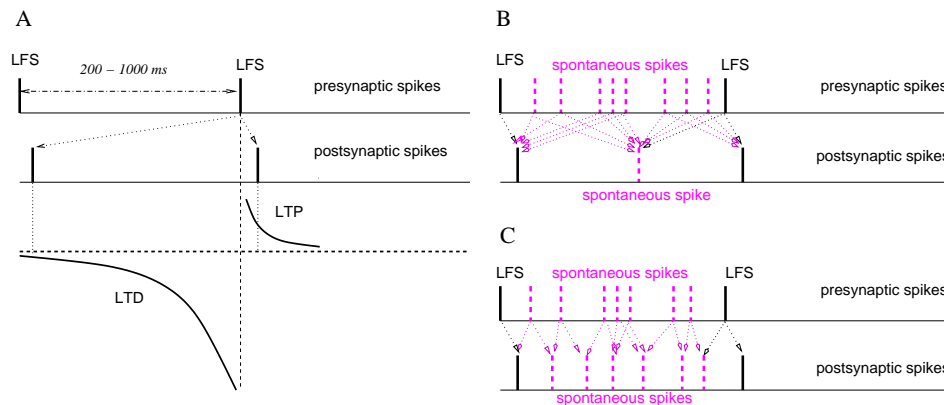 A
LFS
200 – 1000 ms
LFS
presynaptic spikes
postsynaptic spikes
LTP
LTD
B
LFS
spontaneous spikes
LFS
presynaptic spikes
postsynaptic spikes
spontaneous spike
C
LFS
spontaneous spikes
LFS
presynaptic spikes
postsynaptic spikes
spontaneous spikes